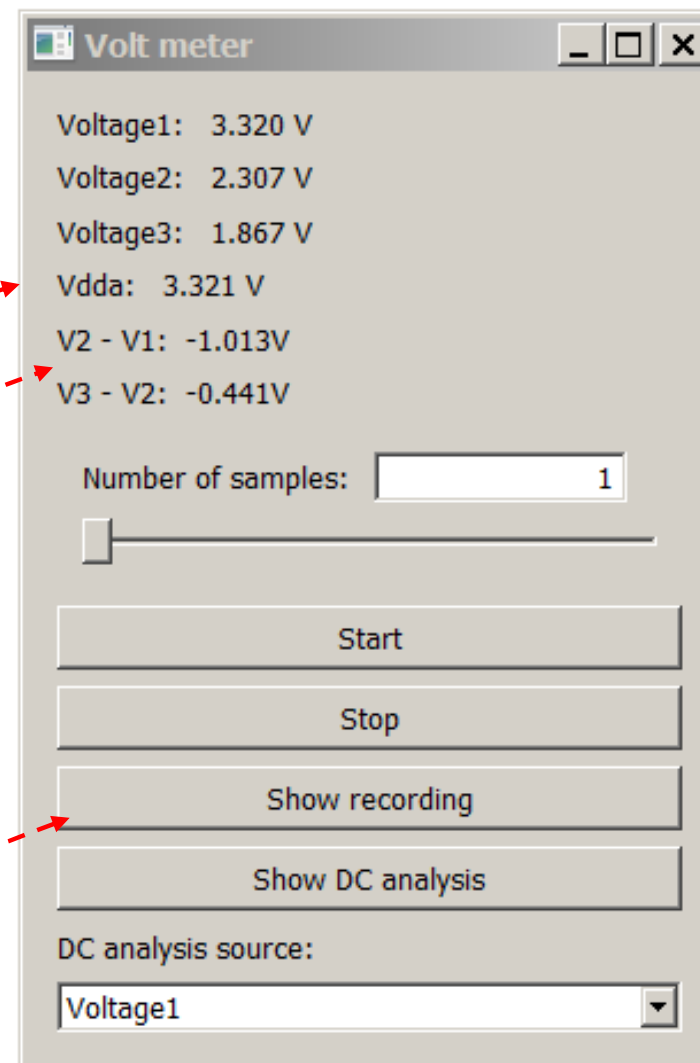 Volt meter
Voltage1: 3.320 V
Voltage2: 2.307 V
Voltage3: 1.867 V
Vdda: 3.321 V
V2 - V1: -1.013V
V3 - V2: -0.441V
Number of samples: 1
Start
Stop
Show recording
Show DC analysis
DC analysis source:
Voltage1